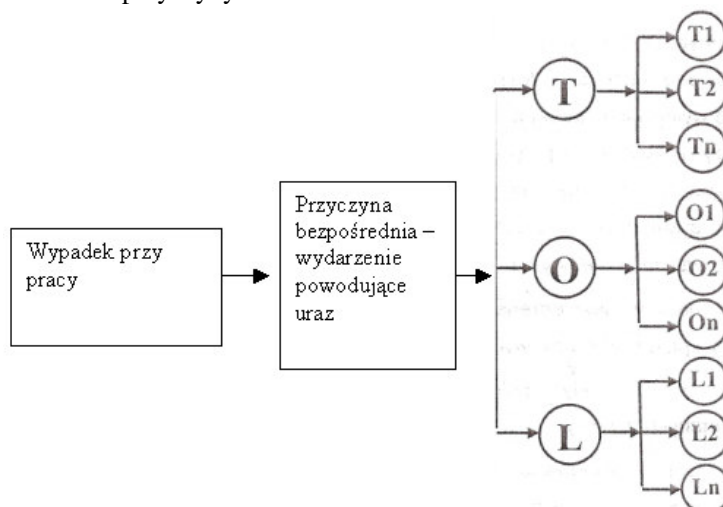 Wypadek przy
pracy
Przyczyna
bezpośrednia –
wydarzenie
powodujące
uraz
T
T1
T2
Tn
O
O1
O2
On
L
L1
L2
Ln